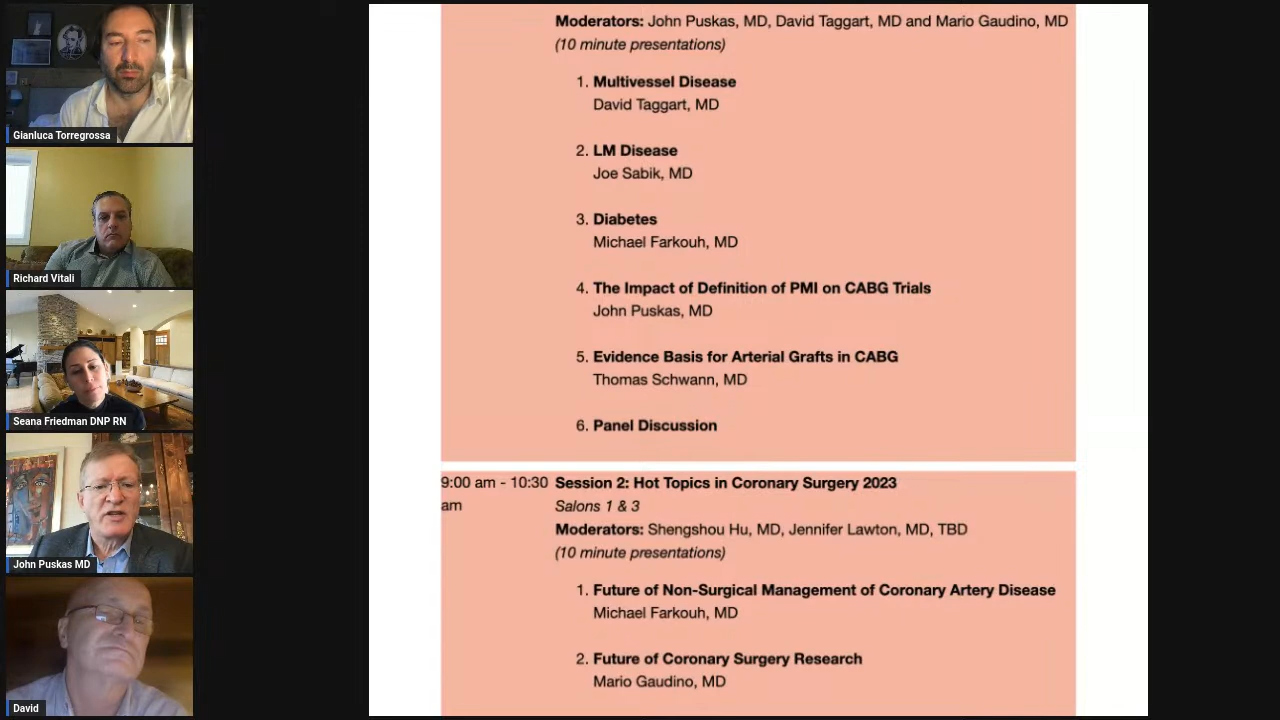 Gianluca Torregrossa
Richard Vitali
Seana Friedman DNP RN
John Puskas MD
David
Moderators: John Puskas, MD, David Taggart, MD and Mario Gaudino, MD
(10 minute presentations)
1. Multivessel Disease
David Taggart, MD
2. LM Disease
Joe Sabik, MD
3. Diabetes
Michael Farkouh, MD
4. The Impact of Definition of PMI on CABG Trials
John Puskas, MD
5. Evidence Basis for Arterial Grafts in CABG
Thomas Schwann, MD
6. Panel Discussion
9:00 am - 10:30 am
Session 2: Hot Topics in Coronary Surgery 2023
Salons 1 & 3
Moderators: Shengshou Hu, MD, Jennifer Lawton, MD, TBD
(10 minute presentations)
1. Future of Non-Surgical Management of Coronary Artery Disease
Michael Farkouh, MD
2. Future of Coronary Surgery Research
Mario Gaudino, MD